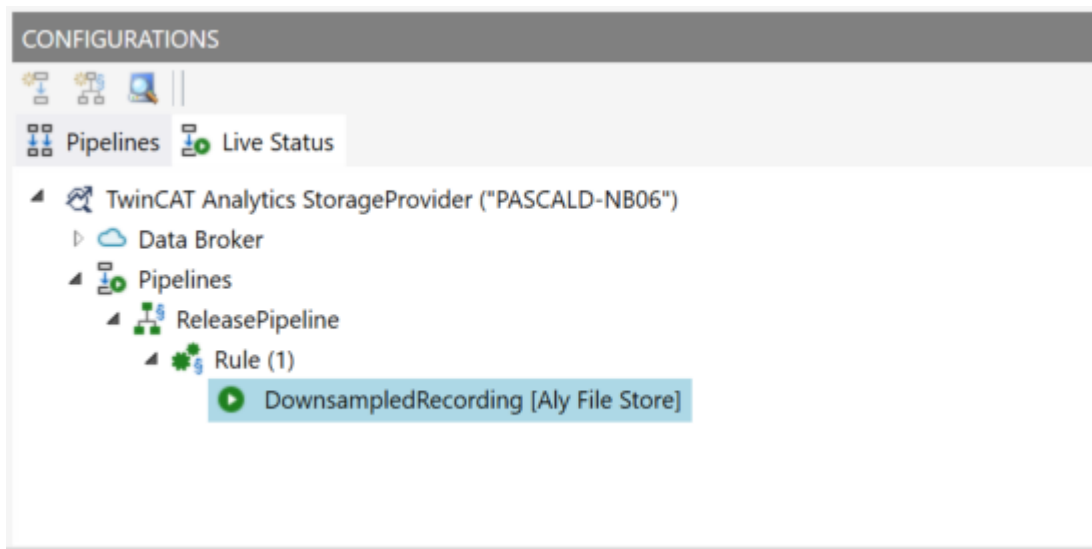 CONFIGURATIONS
Pipelines Live Status
TwinCAT Analytics StorageProvider ("PASCALD-NB06")
Data Broker
Pipelines
ReleasePipeline
Rule (1)
DownsampledRecording [Aly File Store]